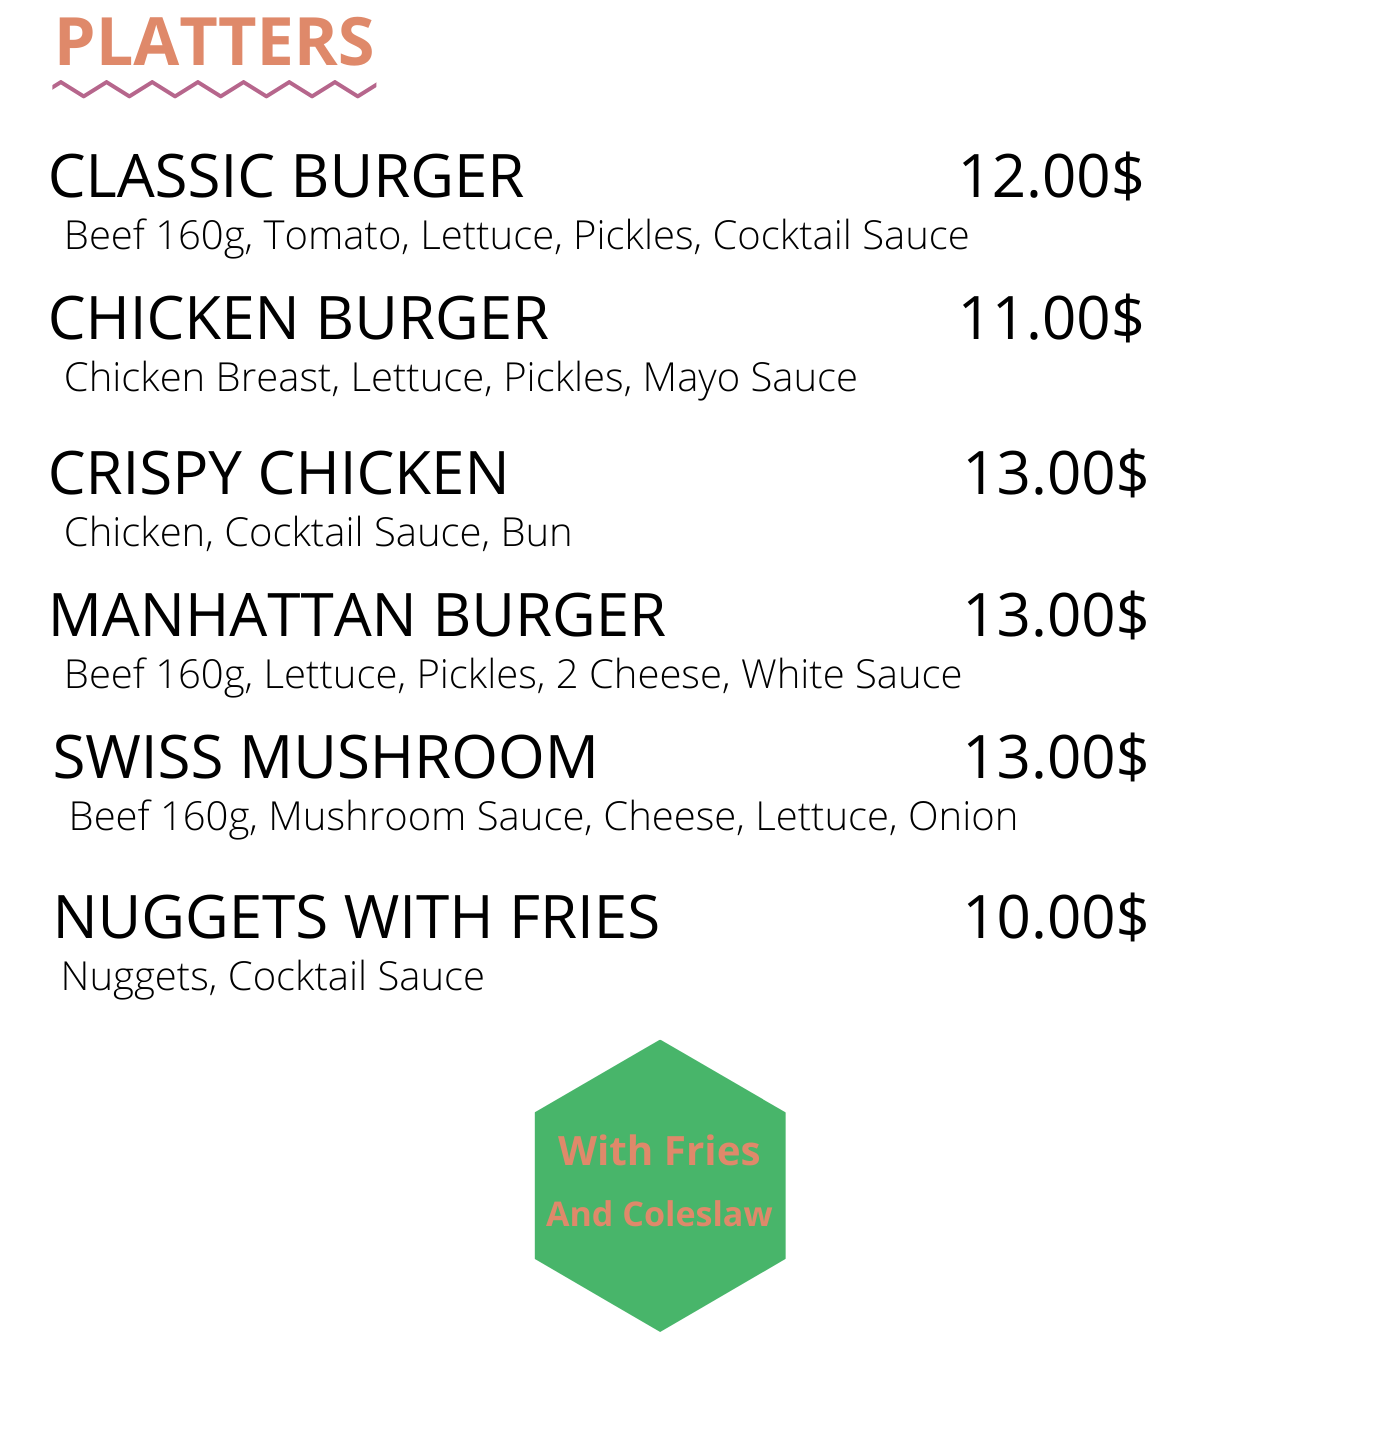 PLATTERS
CLASSIC BURGER 12.00$
Beef 160g, Tomato, Lettuce, Pickles, Cocktail Sauce
CHICKEN BURGER 11.00$
Chicken Breast, Lettuce, Pickles, Mayo Sauce
CRISPY CHICKEN 13.00$
Chicken, Cocktail Sauce, Bun
MANHATTAN BURGER 13.00$
Beef 160g, Lettuce, Pickles, 2 Cheese, White Sauce
SWISS MUSHROOM 13.00$
Beef 160g, Mushroom Sauce, Cheese, Lettuce, Onion
NUGGETS WITH FRIES 10.00$
Nuggets, Cocktail Sauce
With Fries
And Coleslaw